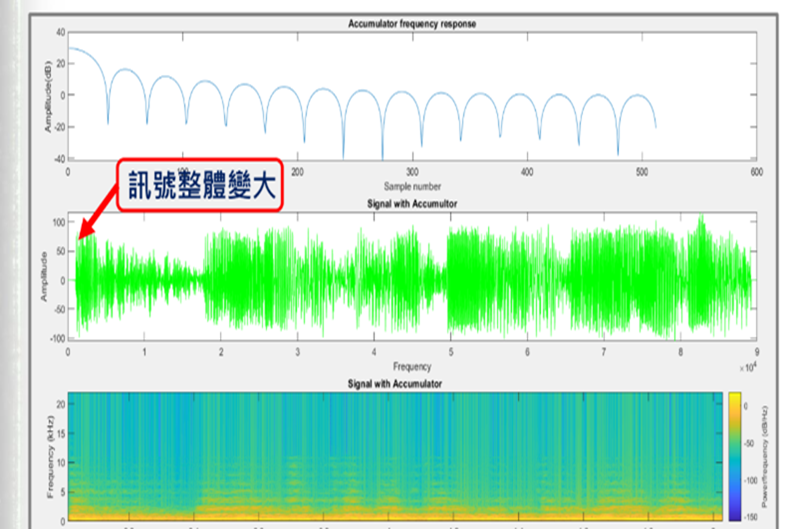 Accumulator frequency response
40
20
0
-20
-40
Amplitude(dB)
0
200
300
400
500
600
Sample number
訊號整體變大
Signal with Accumultor
100
50
0
-50
-100
Amplitude
0 1 2 3 4 5 6 7 8 9
×10⁴
Frequency
Signal with Accumulator
20
15
10
5
0
Frequency (kHz)
0
-50
-100
-150
Power/frequency (dB/Hz)